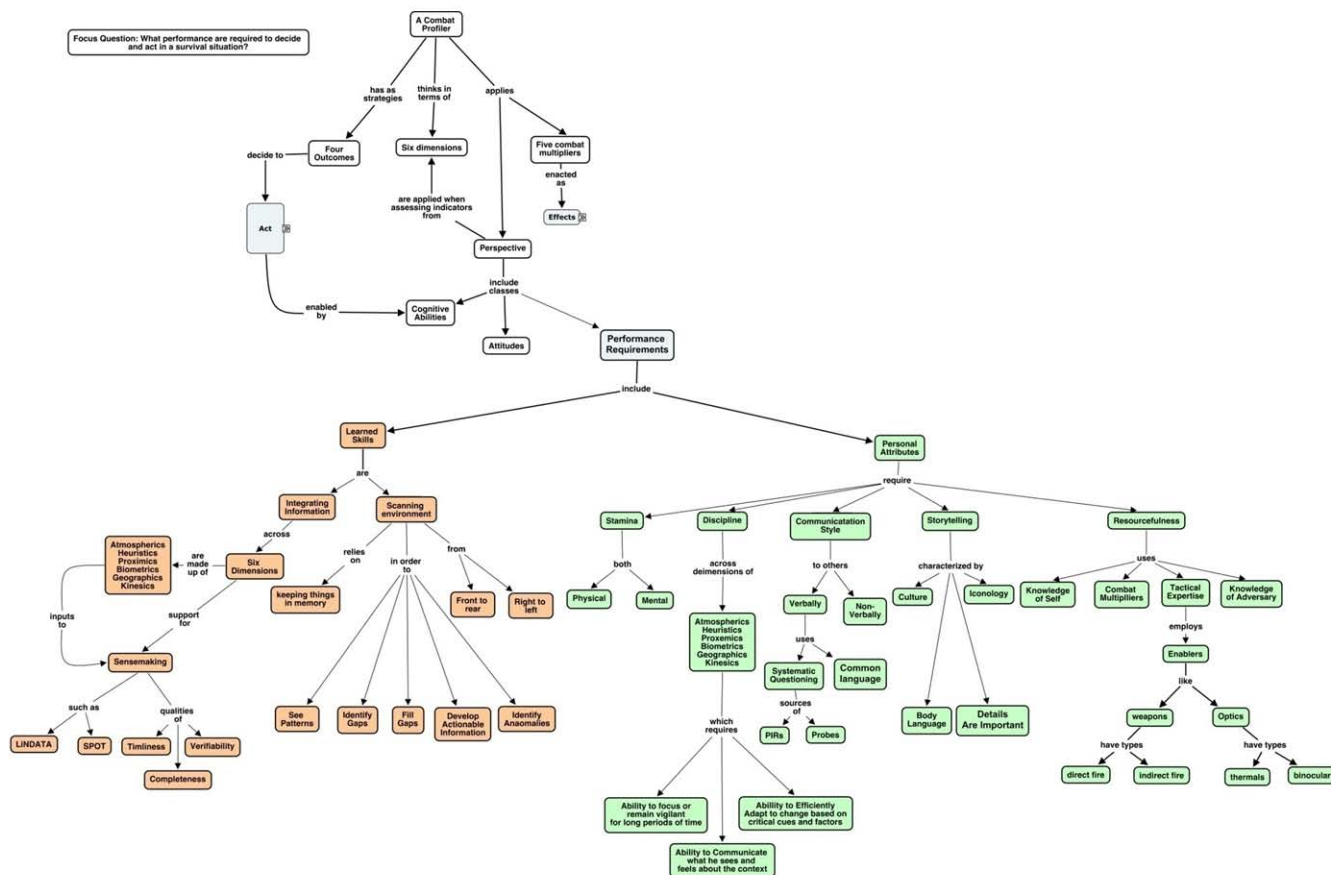 A Combat
Profiler
Focus Question: What performance are required to decide
and act in a survival situation?
has as
strategies
thinks in
terms of
applies
decide to
Four
Outcomes
Six dimensions
Five combat
multipliers
enacted
as
are applied when
assessing indicators
from
Act
Effects
Perspective
include
classes
enabled
by
Cognitive
Abilities
Attitudes
Performance
Requirements
include
Learned
Skills
Personal
Attributes
are
require
Integrating
Information
Scanning
environment
Stamina
Discipline
Communicatation
Style
Storytelling
Resourcefulness
across
relies
on
in order
to
from
Atmospherics
Heuristics
Proximics
Biometrics
Geographics
Kinesics
are
made
up of
Six
Dimensions
keeping things
in memory
Front to
rear
Right to
left
both
across
deimensions of
to others
characterized by
uses
Physical
Mental
Verbally
Non-
Verbally
Culture
Iconology
Knowledge
of Self
Combat
Multipiliers
Tactical
Expertise
Knowledge
of Adversary
inputs
to
support
for
Atmospherics
Heuristics
Proxemics
Biometrics
Geographics
Kinesics
uses
employs
Sensemaking
Systematic
Questioning
Common
language
Enablers
such as
qualities
of
See
Patterns
Identify
Gaps
Fill
Gaps
Develop
Actionable
Information
Identify
Anaomalies
which
requires
sources
of
Body
Language
Details
Are Important
like
weapons
Optics
LiNDATA
SPOT
Timliness
Verifiability
PIRs
Probes
have types
have types
Completeness
direct fire
indirect fire
thermals
binocular
Ability to focus or
remain vigilant
for long periods of time
Abillity to Efficiently
Adapt to change based on
critical cues and factors
Ability to Communicate
what he sees and
feels about the context